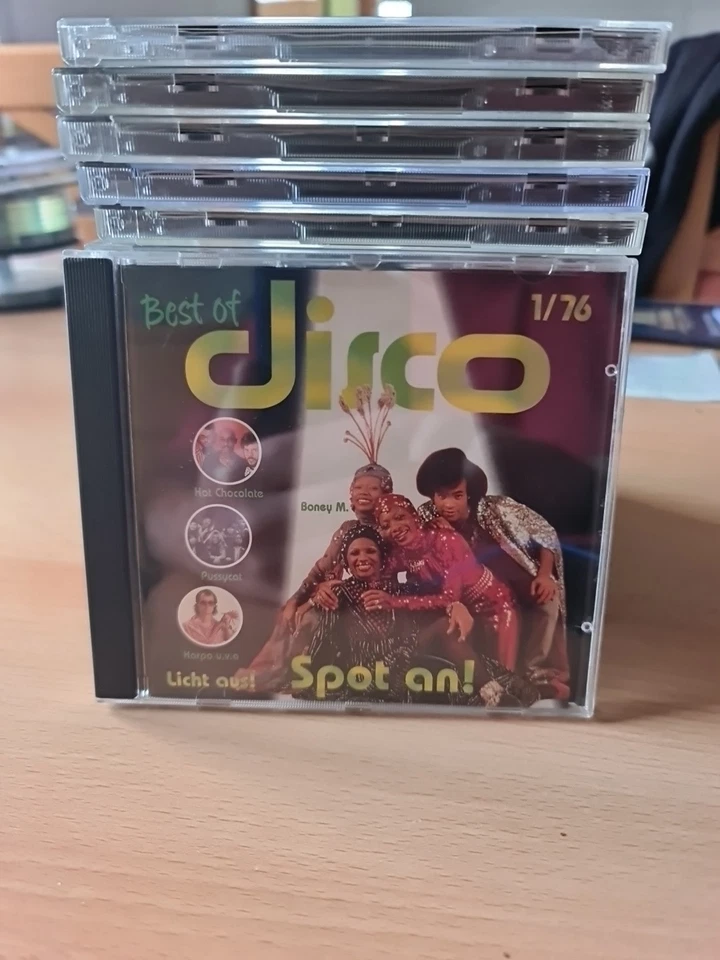 Best of
disco
1/76
Hot Chocolate
Boney M.
Pussycat
Harpo u.v.a
Licht aus!
Spot an!